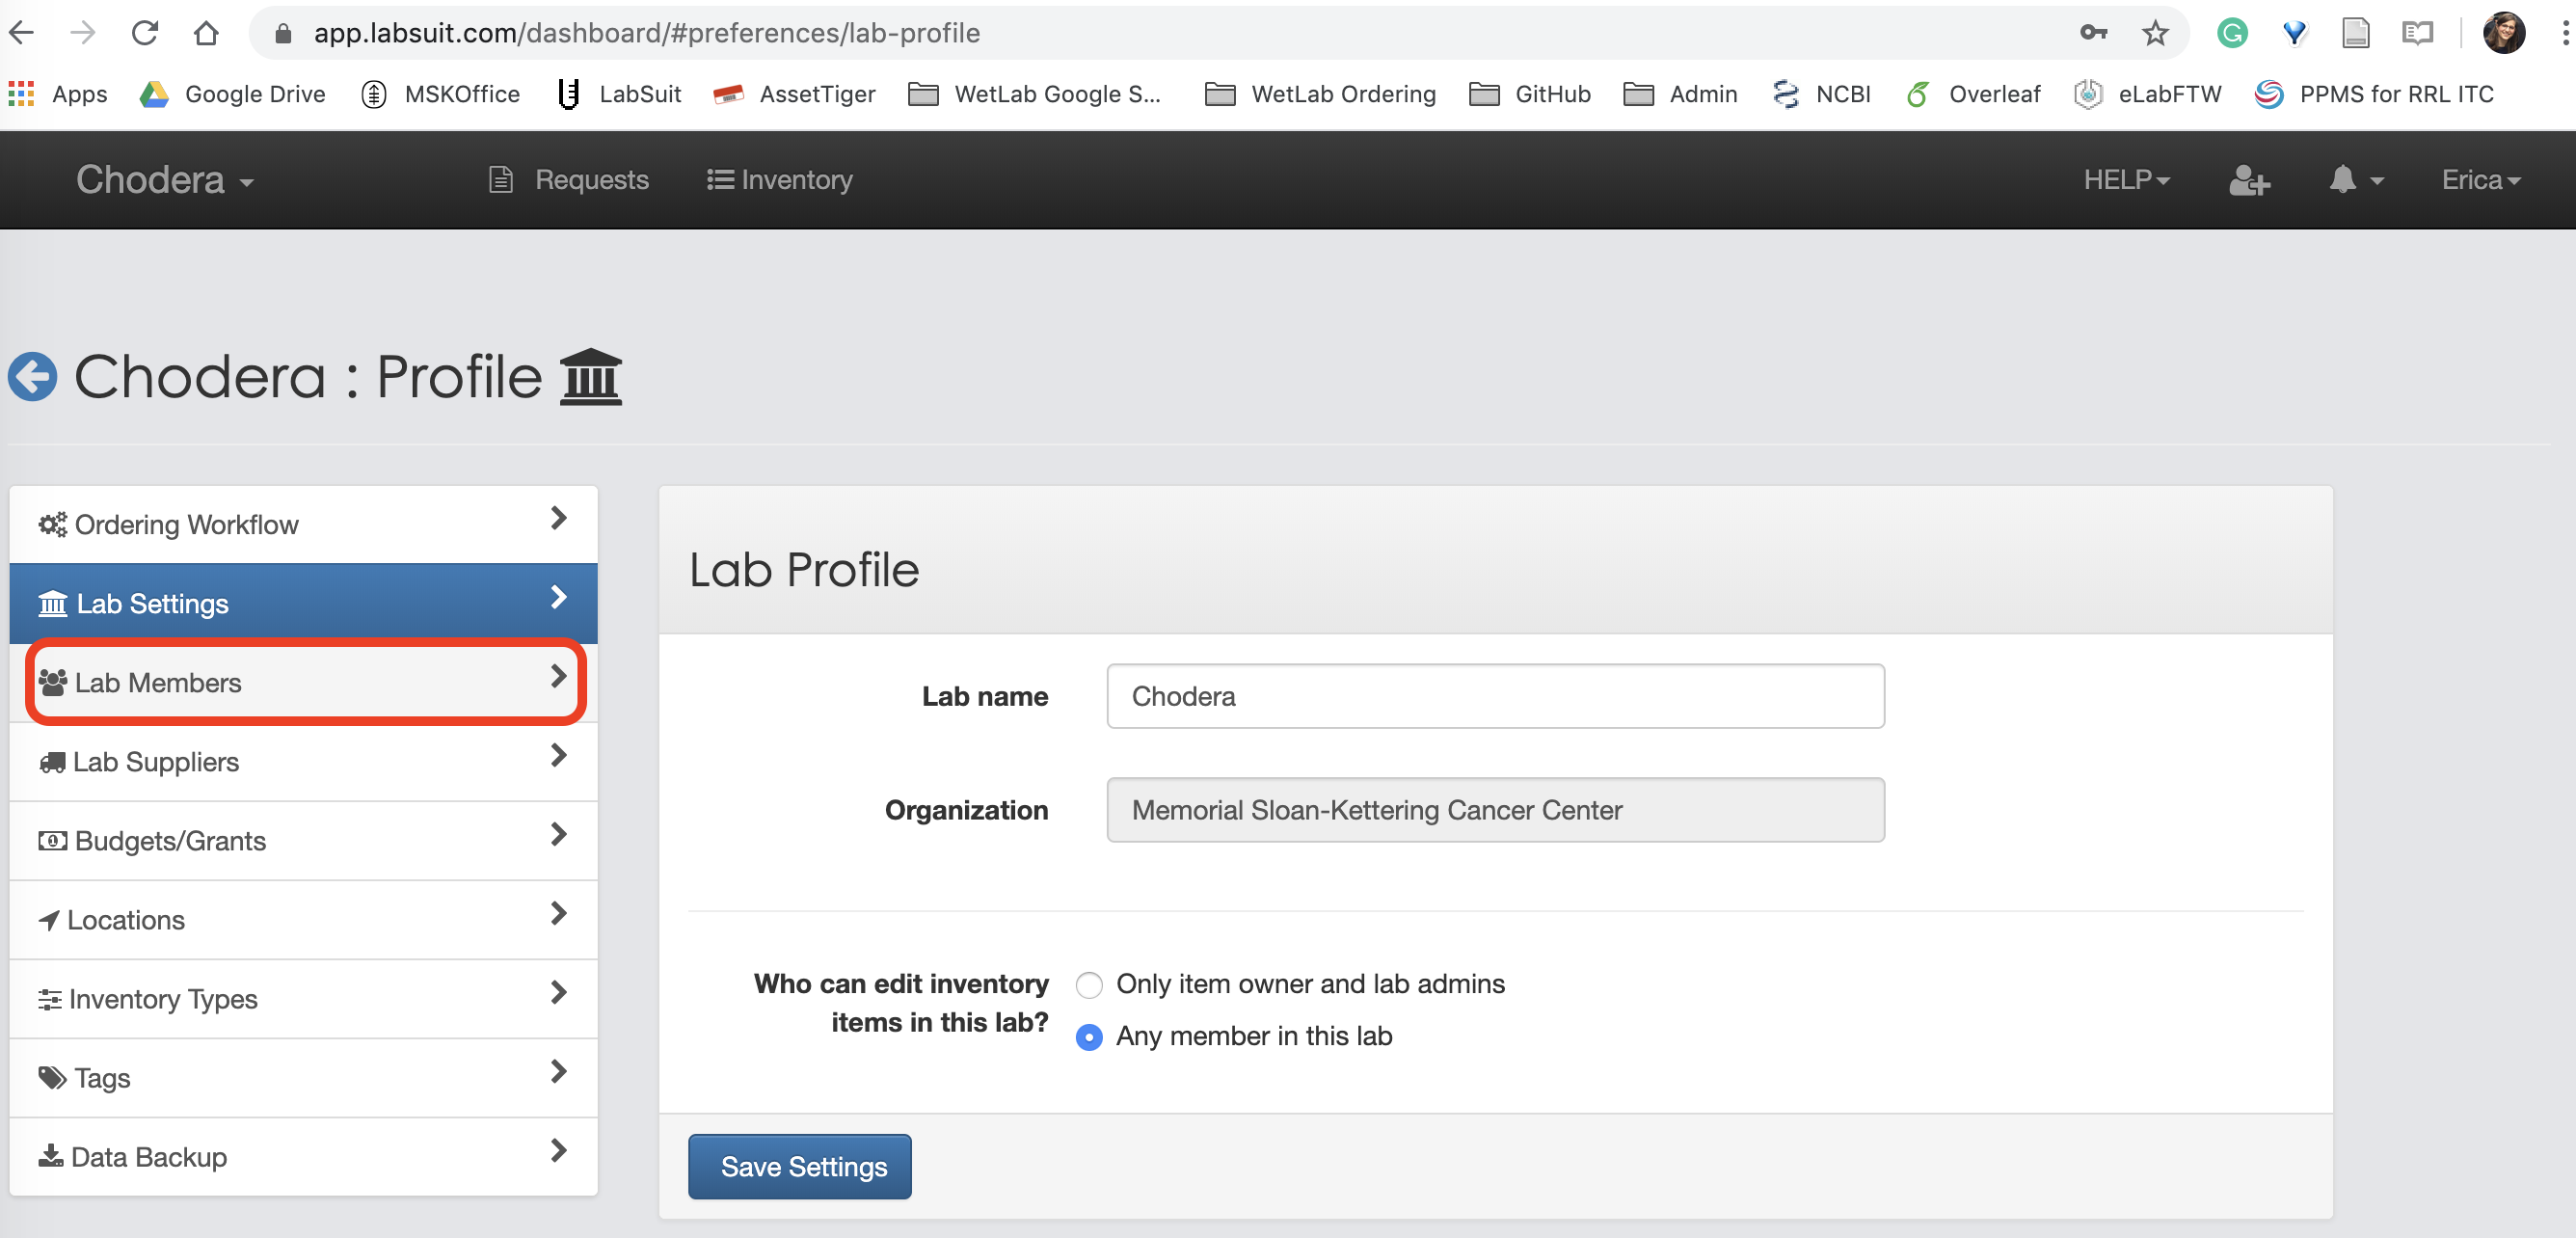 app.labsuit.com/dashboard/#preferences/lab-profile
Apps Google Drive MSKOffice LabSuit AssetTiger WetLab Google S... WetLab Ordering GitHub Admin NCBI Overleaf eLabFTW PPMS for RRL ITC
Chodera Requests Inventory HELP Erica
Chodera : Profile
Ordering Workflow
Lab Settings
Lab Members
Lab Suppliers
Budgets/Grants
Locations
Inventory Types
Tags
Data Backup
Lab Profile
Lab name Chodera
Organization Memorial Sloan-Kettering Cancer Center
Who can edit inventory
items in this lab?
Only item owner and lab admins
Any member in this lab
Save Settings